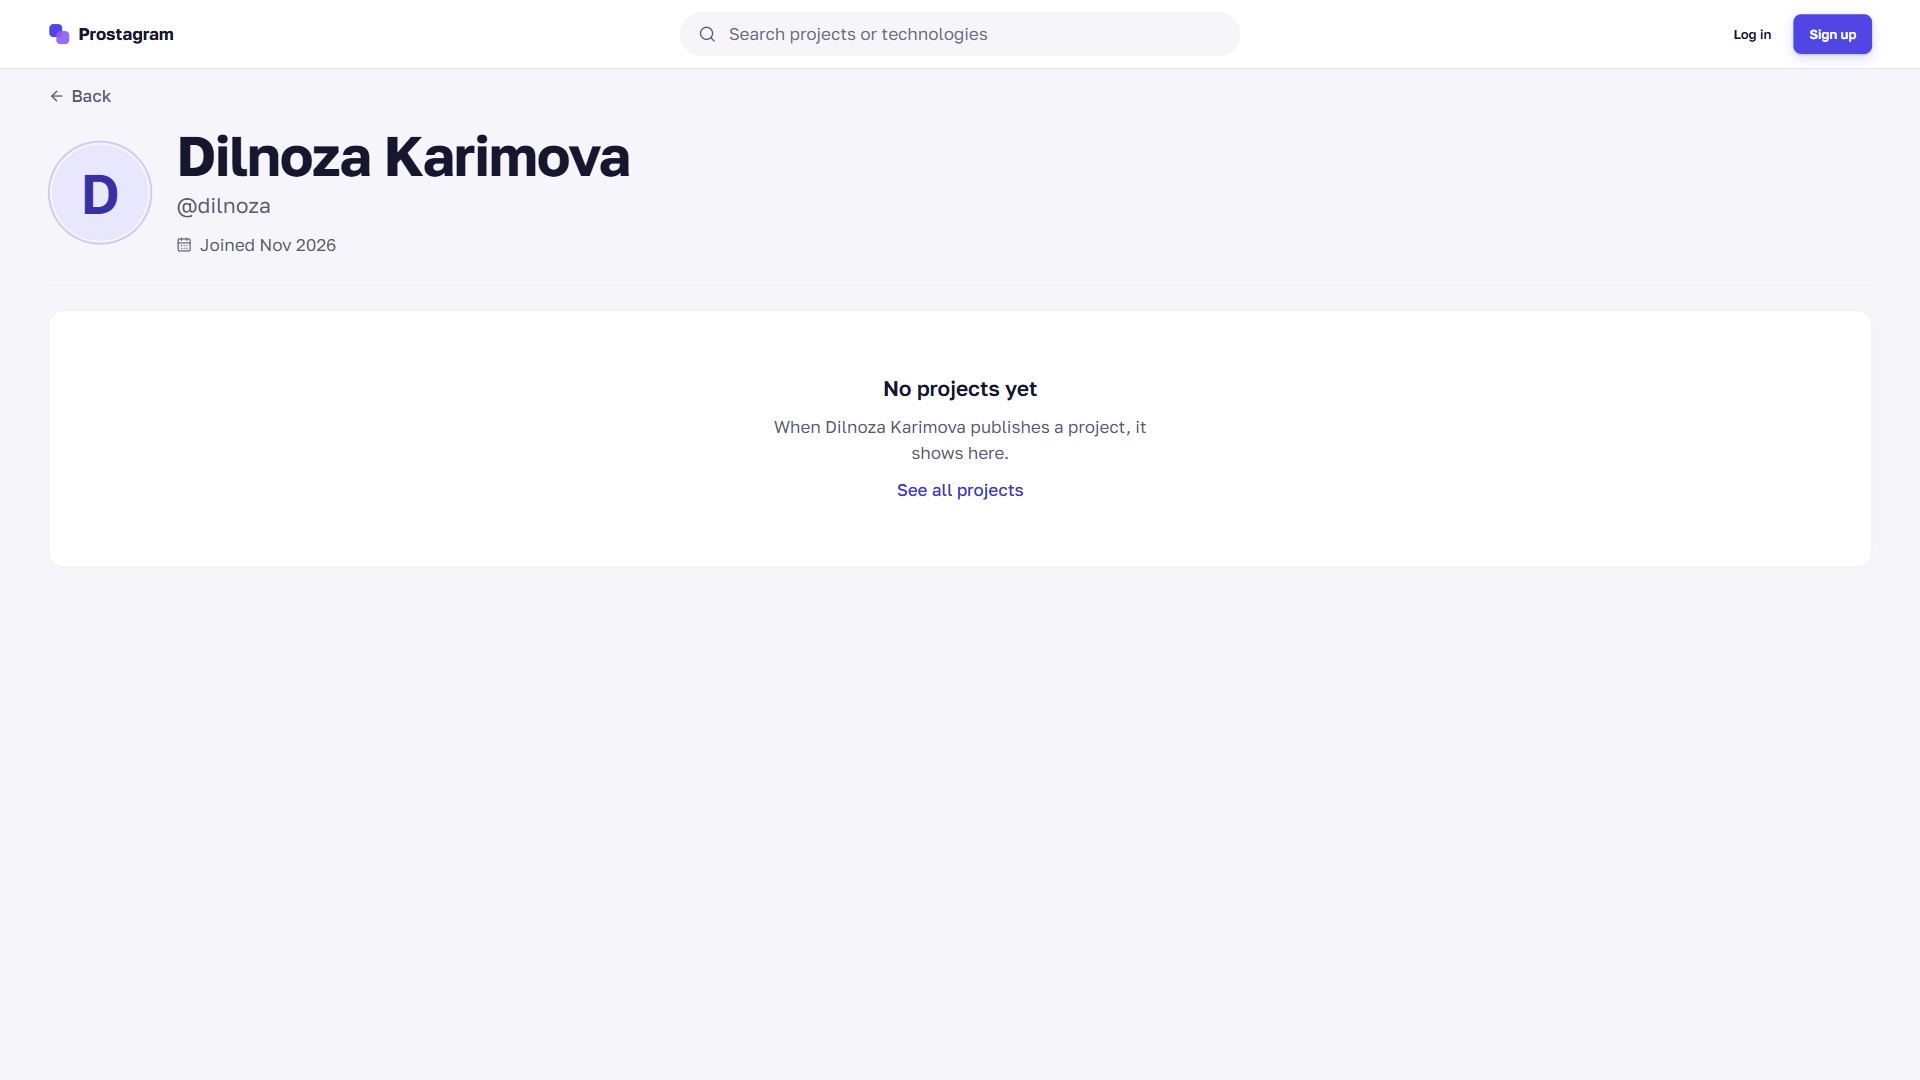 Prostagram
Search projects or technologies
Log in
Sign up
Back
D
Dilnoza Karimova
@dilnoza
Joined Nov 2026
No projects yet
When Dilnoza Karimova publishes a project, it
shows here.
See all projects